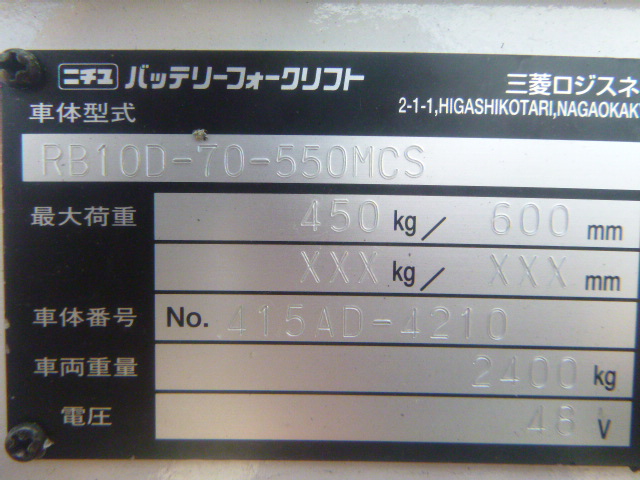 ニチユ バッテリーフォークリフト 三菱ロジスネ
2-1-1,HIGASHIKOTARI,NAGAOKAK
車体型式
RB10D-70-550MCS
最大荷重 450 kg/ 600 mm
XXX kg/ XXX mm
車体番号 No. 415AD-4210
車両重量 2400 kg
電圧 48 V